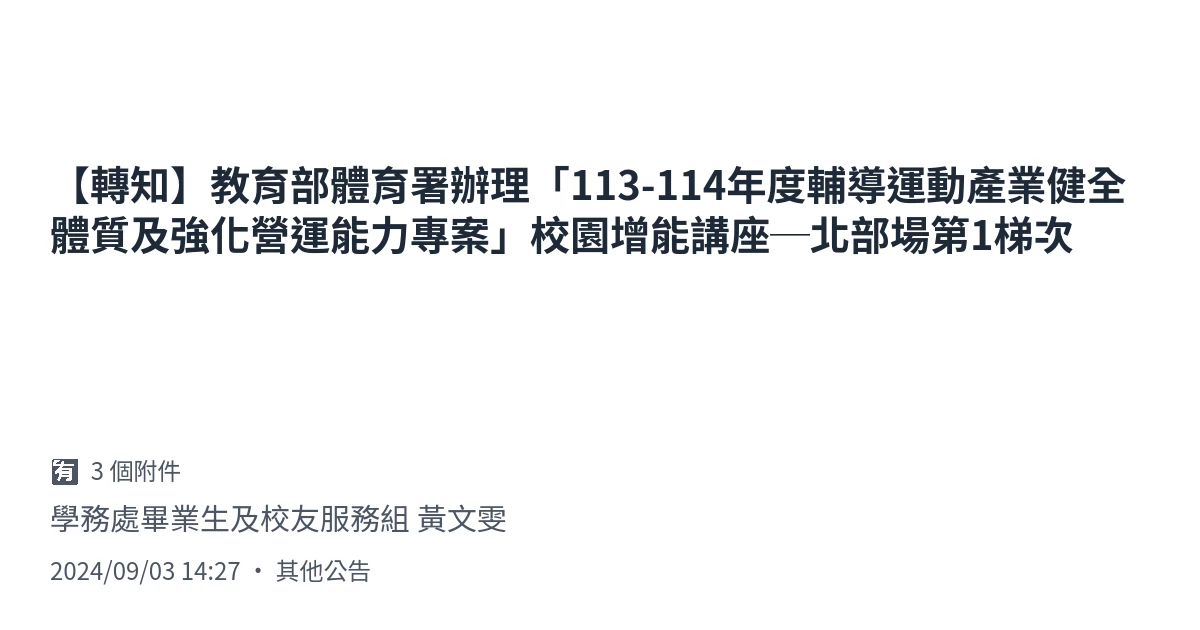 【轉知】教育部體育署辦理「113-114年度輔導運動產業健全
體質及強化營運能力專案」校園增能講座─北部場第1梯次
🈶 3 個附件
學務處畢業生及校友服務組 黃文雯
2024/09/03 14:27 • 其他公告